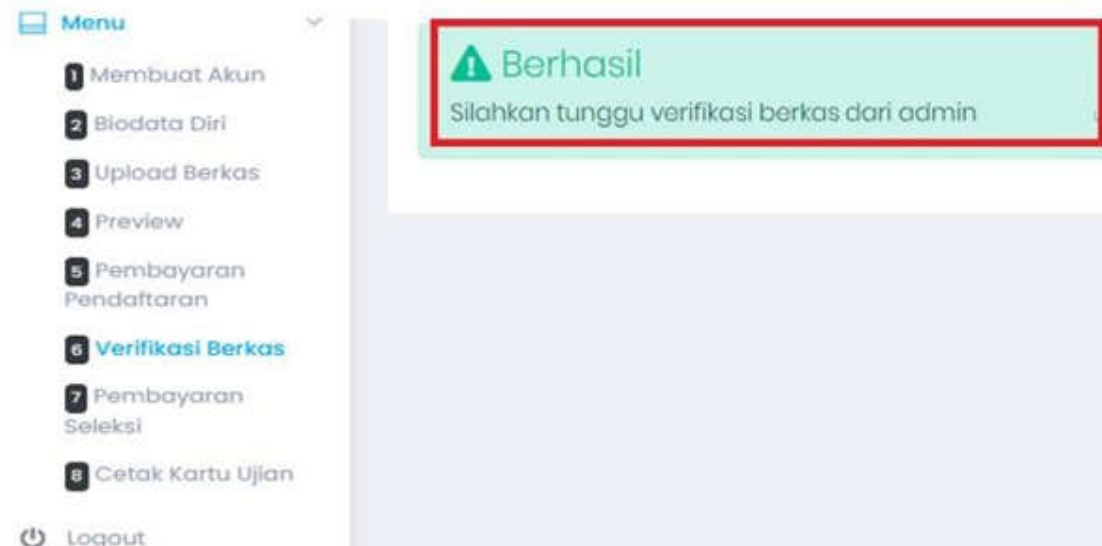 Menu
1 Membuat Akun
2 Biodata Diri
3 Upload Berkas
4 Preview
5 Pembayaran
Pendaftaran
6 Verifikasi Berkas
7 Pembayaran
Seleksi
8 Cetak Kartu Ujian
Logout
Berhasil
Silahkan tunggu verifikasi berkas dari admin